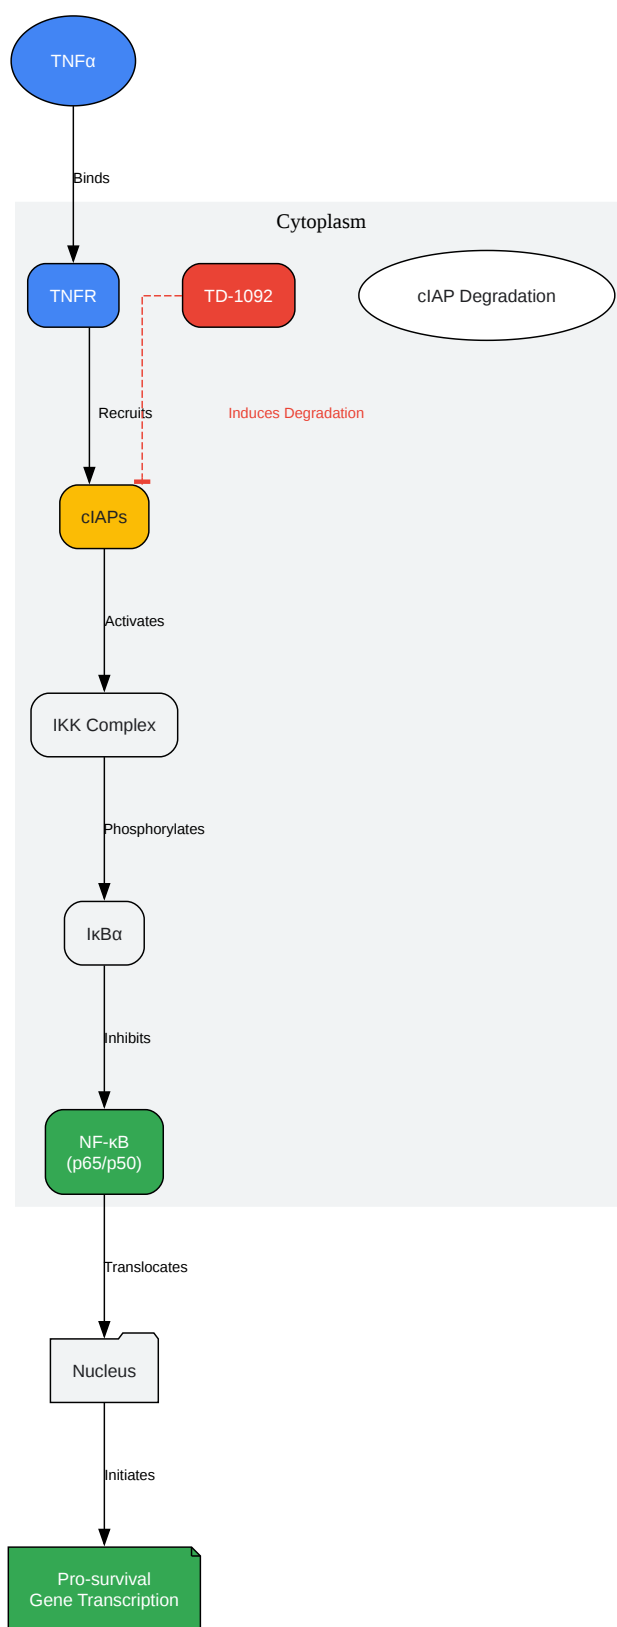 TNFα
Binds
Cytoplasm
TNFR
TD-1092
cIAP Degradation
Recruits
Induces Degradation
cIAPs
Activates
IKK Complex
Phosphorylates
IκBα
Inhibits
NF-κB
(p65/p50)
Translocates
Nucleus
Initiates
Pro-survival
Gene Transcription